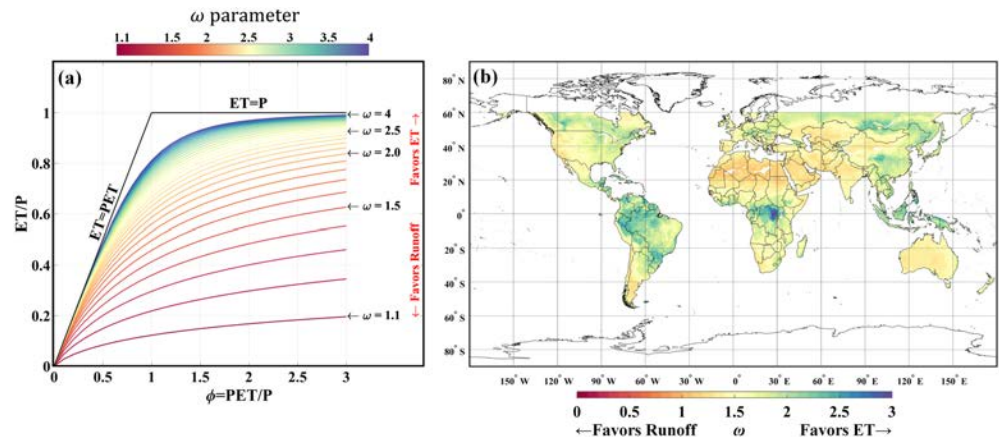 ω parameter
1.1 1.5 2 2.5 3 3.5 4
(a)
ET=P
ET=PET
ET/P
1
0.8
0.6
0.4
0.2
0
0 0.5 1 1.5 2 2.5 3
ϕ=PET/P
← ω = 4
← ω = 2.5
← ω = 2.0
← ω = 1.5
← ω = 1.1
Favors ET →
← Favors Runoff
(b)
80° N
60° N
40° N
20° N
0°
20° S
40° S
60° S
80° S
150° W 120° W 90° W 60° W 30° W 0° 30° E 60° E 90° E 120° E 150° E
0 0.5 1 1.5 2 2.5 3
←Favors Runoff ω Favors ET→